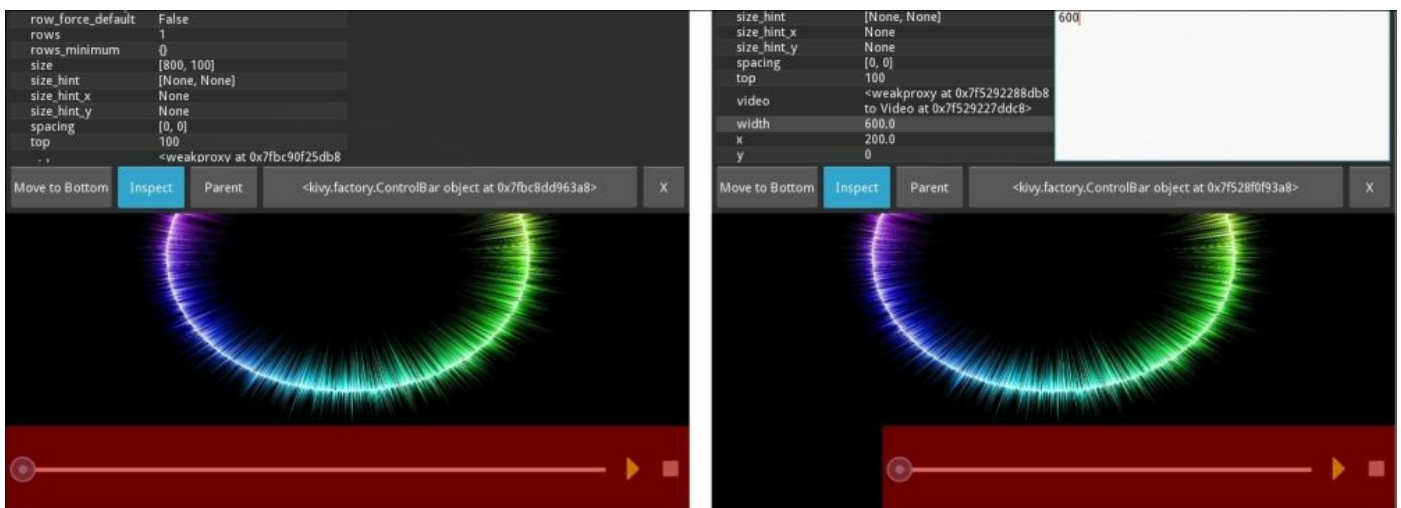 row_force_default False
rows 1
rows_minimum {}
size [800, 100]
size_hint [None, None]
size_hint_x None
size_hint_y None
spacing [0, 0]
top 100
<weakproxy at 0x7fbc90f25db8
Move to Bottom Inspect Parent <kivy.factory.ControlBar object at 0x7fbc8dd963a8> X
size_hint [None, None] 600
size_hint_x None
size_hint_y None
spacing [0, 0]
top 100
video <weakproxy at 0x7f5292288db8
to Video at 0x7f529227ddc8>
width 600.0
x 200.0
y 0
Move to Bottom Inspect Parent <kivy.factory.ControlBar object at 0x7f528f0f93a8> X